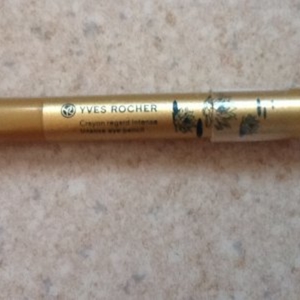 YVES ROCHER
Crayon regard intense
Intense eye pencil